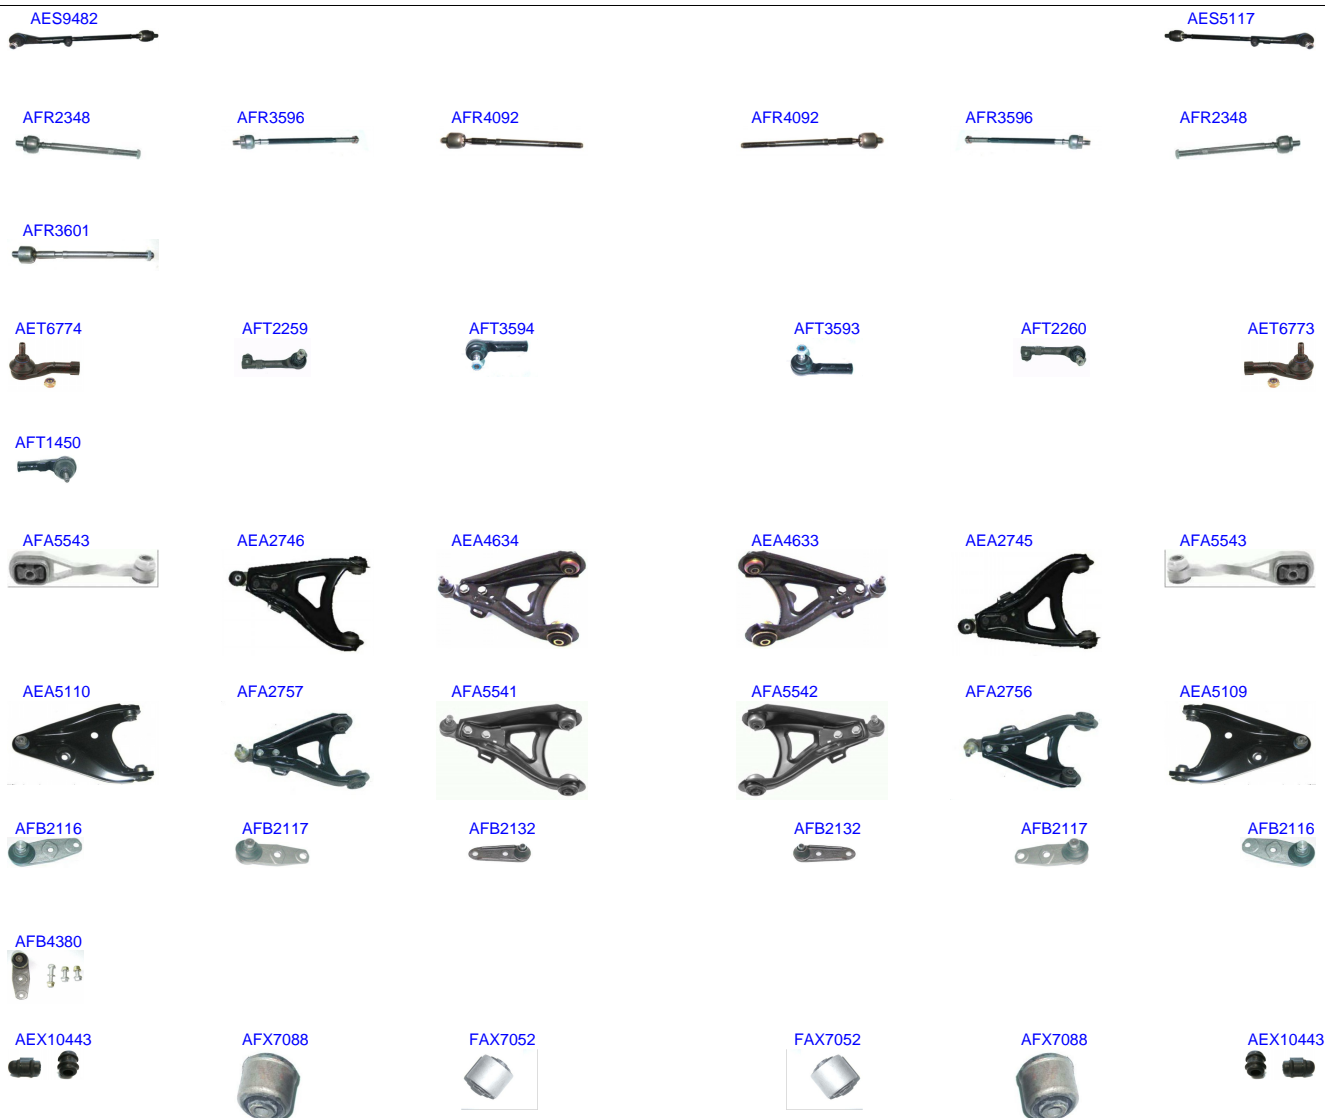 AES9482 AES5117
AFR2348 AFR3596 AFR4092 AFR4092 AFR3596 AFR2348
AFR3601
AET6774 AFT2259 AFT3594 AFT3593 AFT2260 AET6773
AFT1450
AFA5543 AEA2746 AEA4634 AEA4633 AEA2745 AFA5543
AEA5110 AFA2757 AFA5541 AFA5542 AFA2756 AEA5109
AFB2116 AFB2117 AFB2132 AFB2132 AFB2117 AFB2116
AFB4380
AEX10443 AFX7088 FAX7052 FAX7052 AFX7088 AEX10443